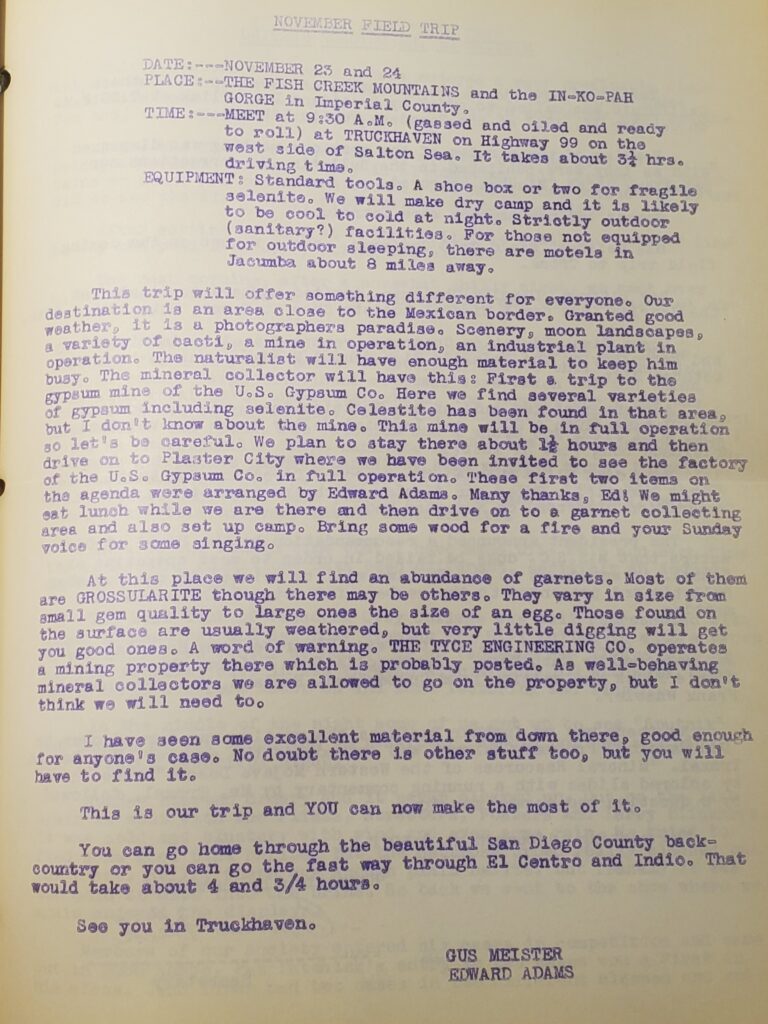 NOVEMBER FIELD TRIP
DATE:---NOVEMBER 23 and 24
PLACE:--THE FISH CREEK MOUNTAINS and the IN-KO-PAH
GORGE in Imperial County.
TIME:---MEET at 9:30 A.M. (gassed and oiled and ready
to roll) at TRUCKHAVEN on Highway 99 on the
west side of Salton Sea. It takes about 3¼ hrs.
driving time.
EQUIPMENT: Standard tools. A shoe box or two for fragile
selenite. We will make dry camp and it is likely
to be cool to cold at night. Strictly outdoor
(sanitary?) facilities. For those not equipped
for outdoor sleeping, there are motels in
Jacumba about 8 miles away.
This trip will offer something different for everyone. Our
destination is an area close to the Mexican border. Granted good
weather, it is a photographers paradise. Scenery, moon landscapes,
a variety of cacti, a mine in operation, an industrial plant in
operation. The naturalist will have enough material to keep him
busy. The mineral collector will have this: First a trip to the
gypsum mine of the U.S. Gypsum Co. Here we find several varieties
of gypsum including selenite. Celestite has been found in that area,
but I don't know about the mine. This mine will be in full operation
so let's be careful. We plan to stay there about 1½ hours and then
drive on to Plaster City where we have been invited to see the factory
of the U.S. Gypsum Co. in full operation. These first two items on
the agenda were arranged by Edward Adams. Many thanks, Ed! We might
eat lunch while we are there and then drive on to a garnet collecting
area and also set up camp. Bring some wood for a fire and your Sunday
voice for some singing.
At this place we will find an abundance of garnets. Most of them
are GROSSULARITE though there may be others. They vary in size from
small gem quality to large ones the size of an egg. Those found on
the surface are usually weathered, but very little digging will get
you good ones. A word of warning. THE TYCE ENGINEERING CO. operates
a mining property there which is probably posted. As well-behaving
mineral collectors we are allowed to go on the property, but I don't
think we will need to.
I have seen some excellent material from down there, good enough
for anyone's case. No doubt there is other stuff too, but you will
have to find it.
This is our trip and YOU can now make the most of it.
You can go home through the beautiful San Diego County back-
country or you can go the fast way through El Centro and Indio. That
would take about 4 and 3/4 hours.
See you in Truckhaven.
GUS MEISTER
EDWARD ADAMS